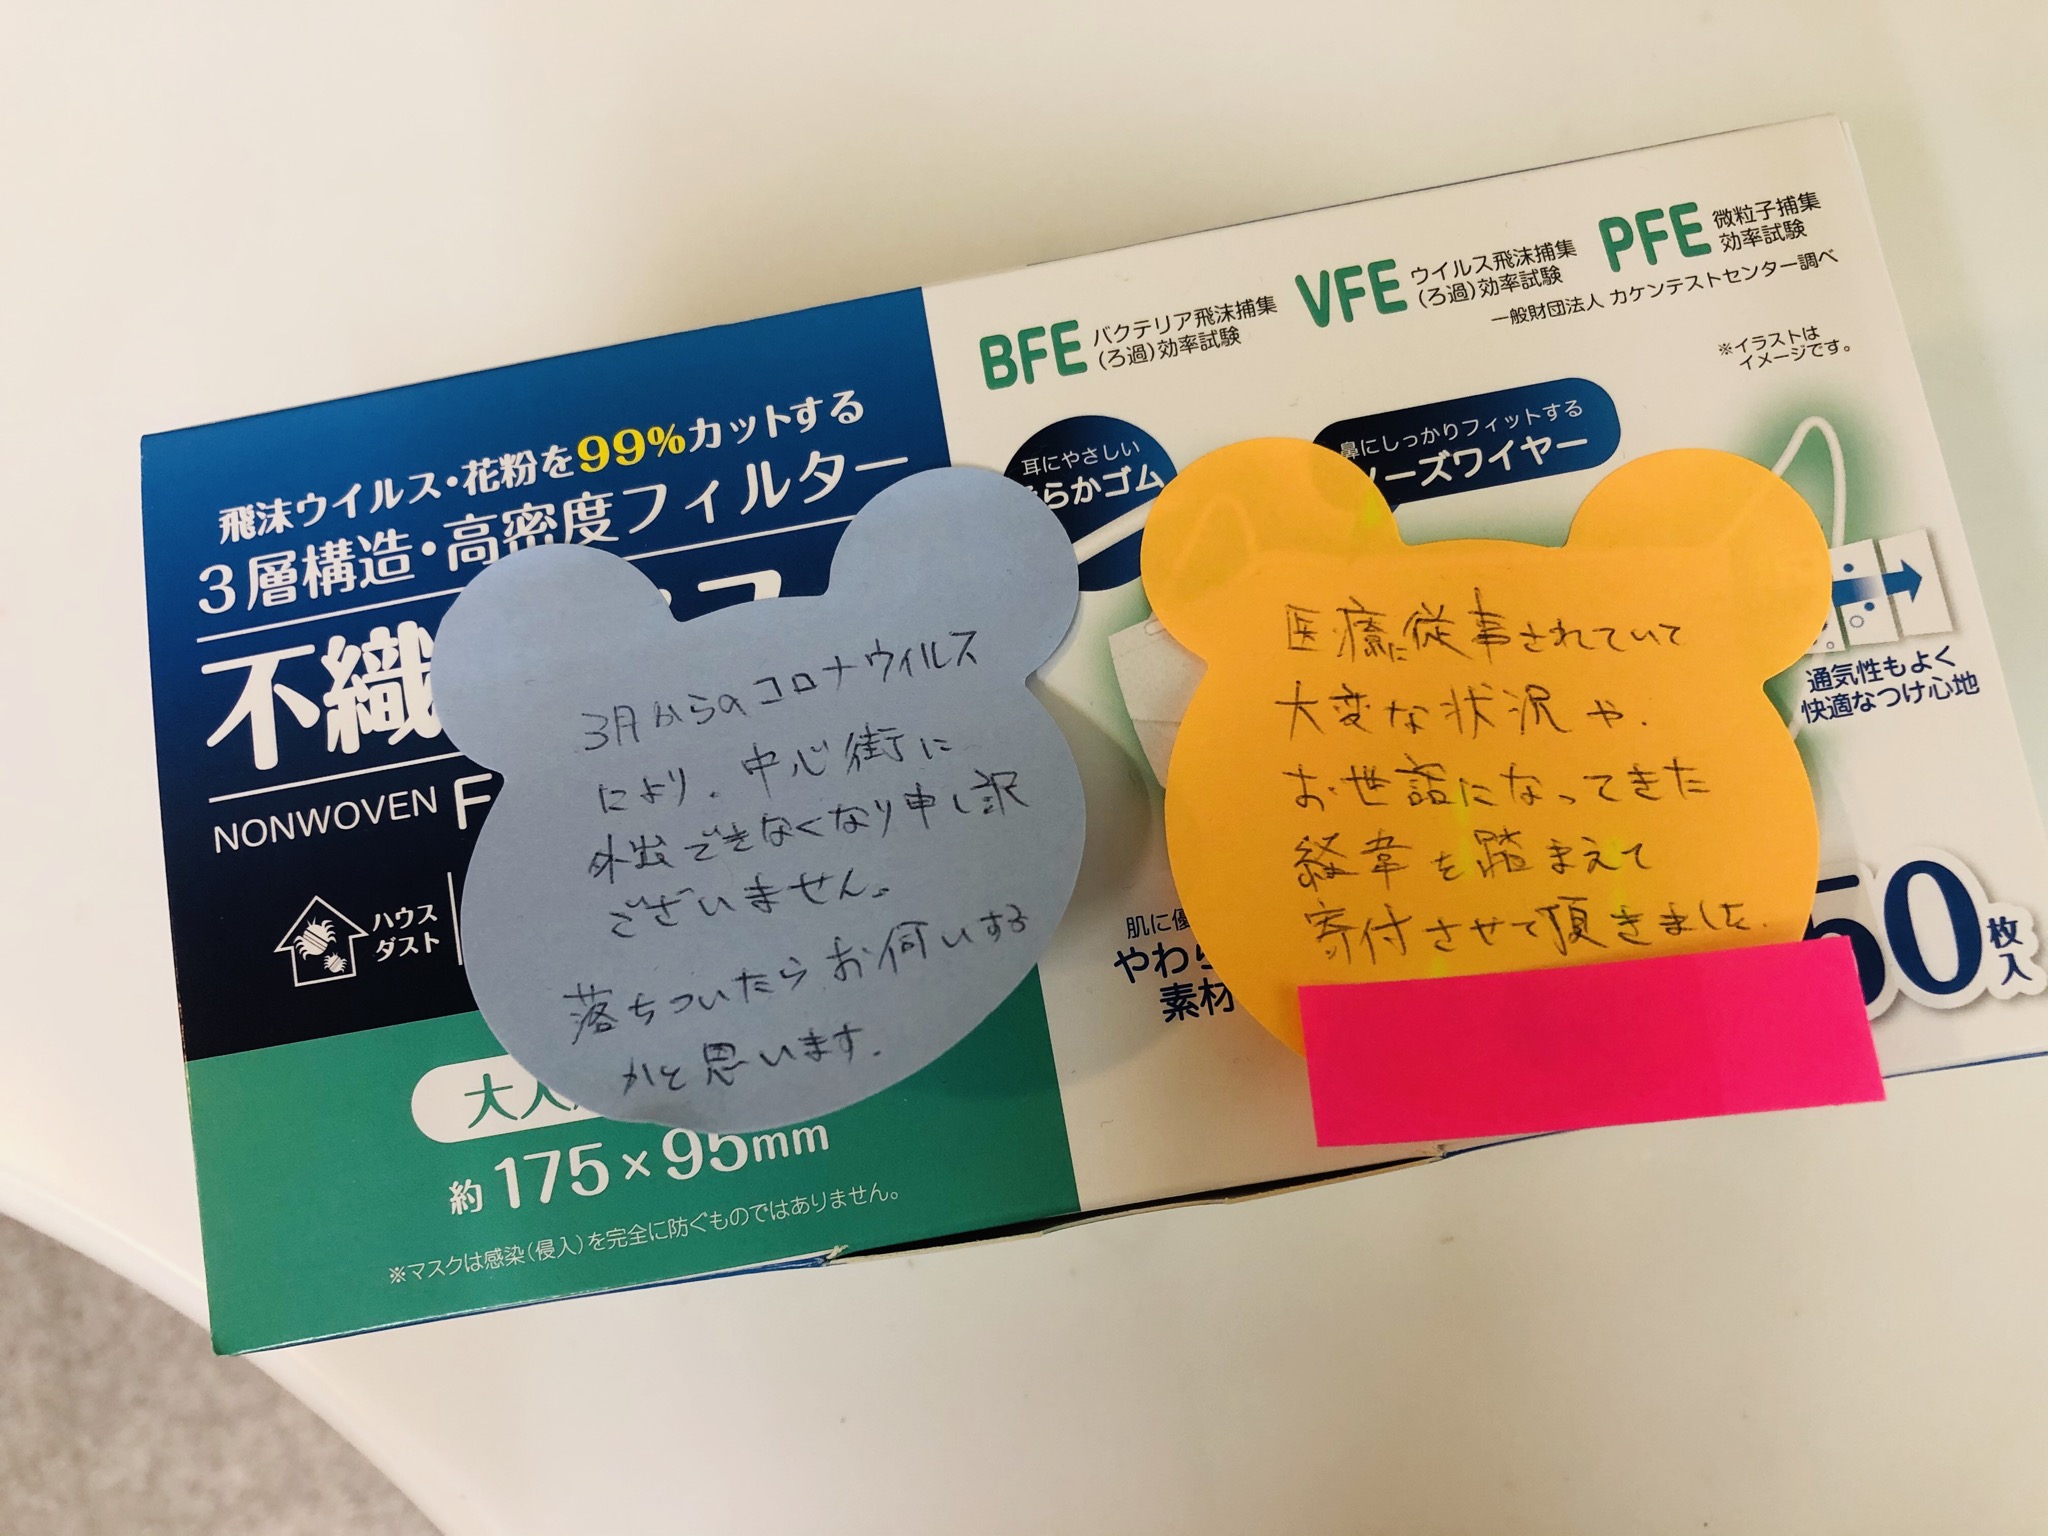 飛沫ウイルス・花粉を99%カットする
3層構造・高密度フィルター
不織
NONWOVEN F
ハウス
ダスト
大人
約175×95mm
※マスクは感染(侵入)を完全に防ぐものではありません。
BFE バクテリア飛沫捕集
(ろ過)効率試験
VFE ウイルス飛沫捕集
(ろ過)効率試験
PFE 微粒子捕集
効率試験
一般財団法人 カケンテストセンター調べ
※イラストは
イメージです。
耳にやさしい
らかゴム
鼻にしっかりフィットする
ノーズワイヤー
通気性もよく
快適なつけ心地
肌に優
やわら
素材
50枚入
3月からのコロナウィルス
により、中心街に
外出できなくなり申し訳
ございません。
落ちついたらお伺いする
かと思います.
医療に従事されていて
大変な状況や、
お世話になってきた
経韋を踏まえて
寄付させて頂きました.